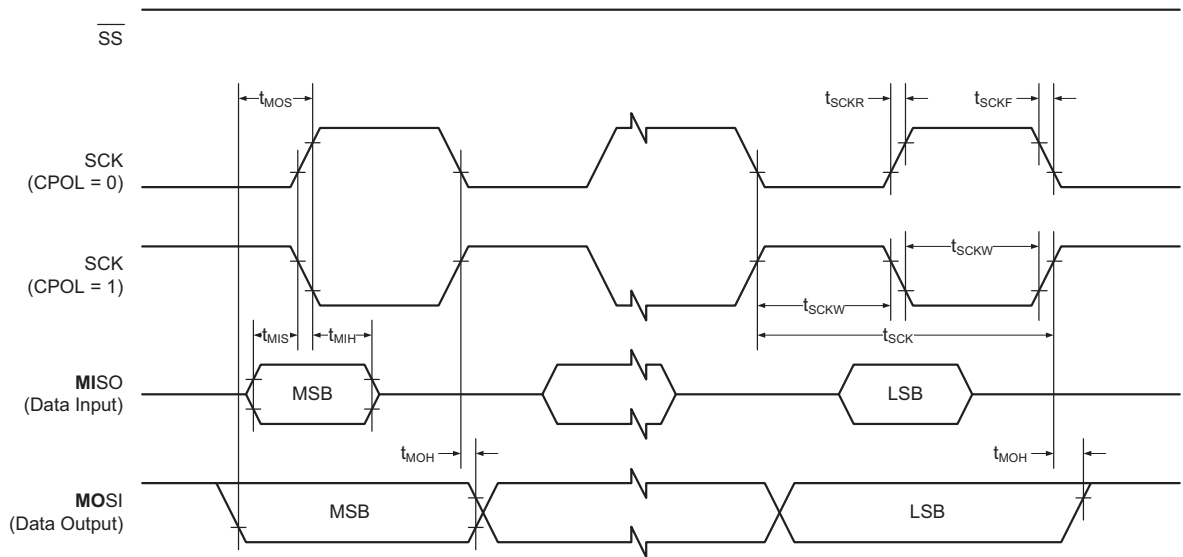 SS
tMOS
tSCKR
tSCKF
SCK
(CPOL = 0)
SCK
(CPOL = 1)
tSCKW
tSCKW
tMIS
tMIH
tSCK
MISO
(Data Input)
MSB
LSB
tMOH
tMOH
MOSI
(Data Output)
MSB
LSB